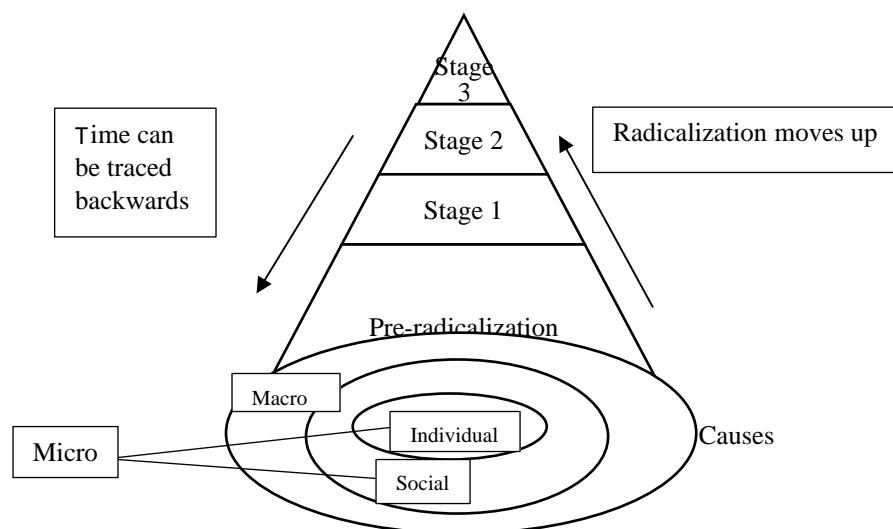 Stage
3
Time can
be traced
backwards
Radicalization moves up
Stage 2
Stage 1
Pre-radicalization
Macro
Individual
Causes
Micro
Social